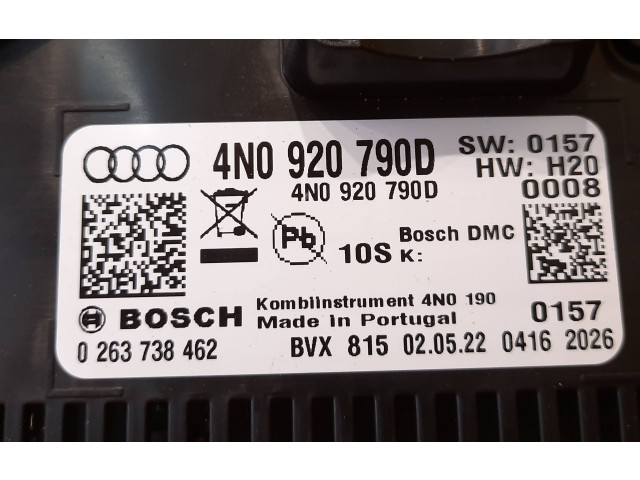 4N0 920 790D SW: 0157
HW: H20
4N0 920 790D 0008
Pb 10S Bosch DMC
K:
Kombiinstrument 4N0 190
BOSCH Made in Portugal 0157
0 263 738 462 BVX 815 02.05.22 0416 2026